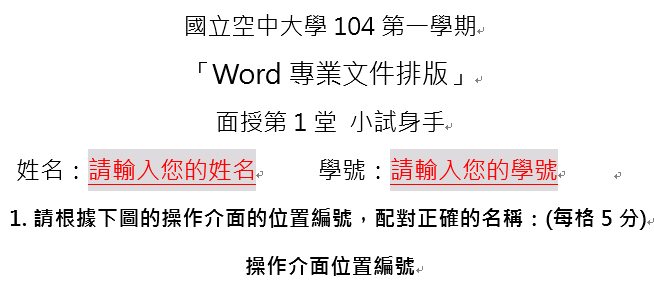 國立空中大學 104 第一學期
「Word 專業文件排版」
面授第 1 堂 小試身手
姓名：請輸入您的姓名 學號：請輸入您的學號
1. 請根據下圖的操作介面的位置編號，配對正確的名稱：(每格 5 分)
操作介面位置編號